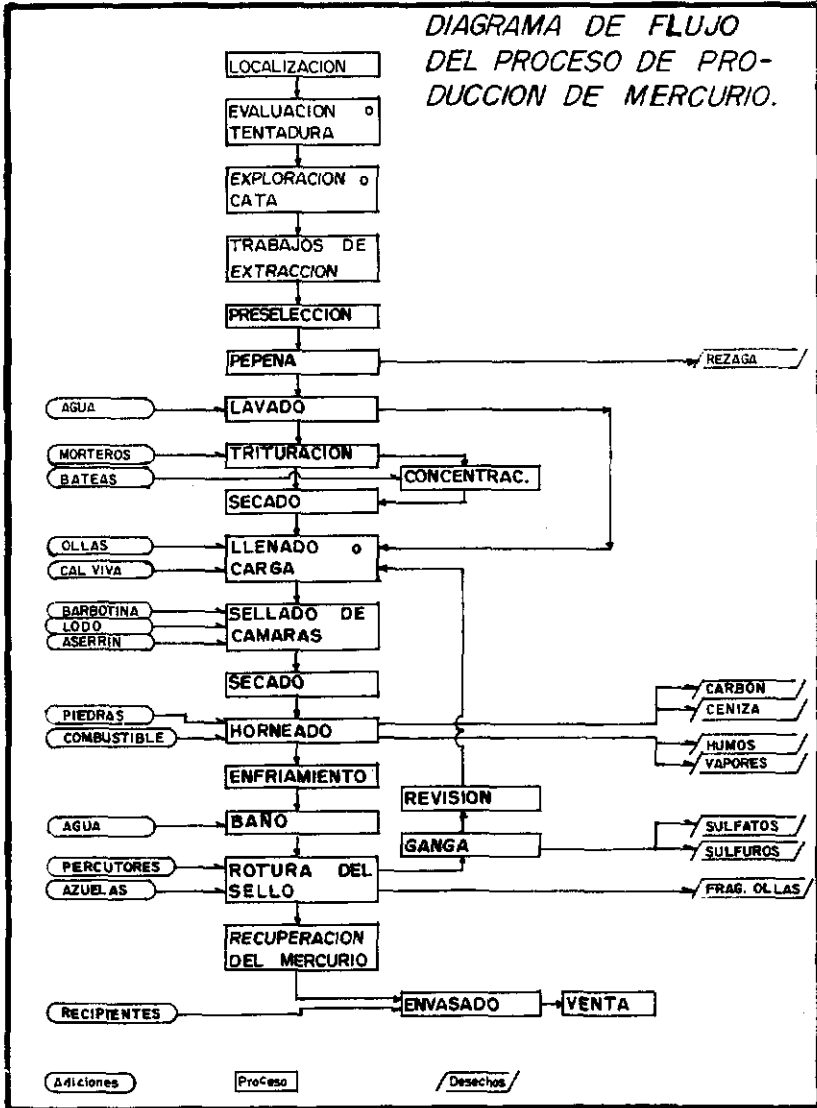 DIAGRAMA DE FLUJO
DEL PROCESO DE PRO-
DUCCION DE MERCURIO.
LOCALIZACION
EVALUACION o
TENTADURA
EXPLORACION o
CATA
TRABAJOS DE
EXTRACCION
PRESELECCION
PEPENA
REZAGA
AGUA
LAVADO
MORTEROS
TRITURACION
BATEAS
CONCENTRAC.
SECADO
OLLAS
CAL VIVA
LLENADO o
CARGA
BARBOTINA
LODO
ASERRIN
SELLADO DE
CAMARAS
SECADO
PIEDRAS
COMBUSTIBLE
HORNEADO
CARBON
CENIZA
HUMOS
VAPORES
ENFRIAMIENTO
REVISION
AGUA
BAÑO
GANGA
SULFATOS
SULFUROS
PERCUTORES
AZUELAS
ROTURA DEL
SELLO
FRAG. OLLAS
RECUPERACION
DEL MERCURIO
RECIPIENTES
ENVASADO
VENTA
Adiciones
Proceso
Desechos